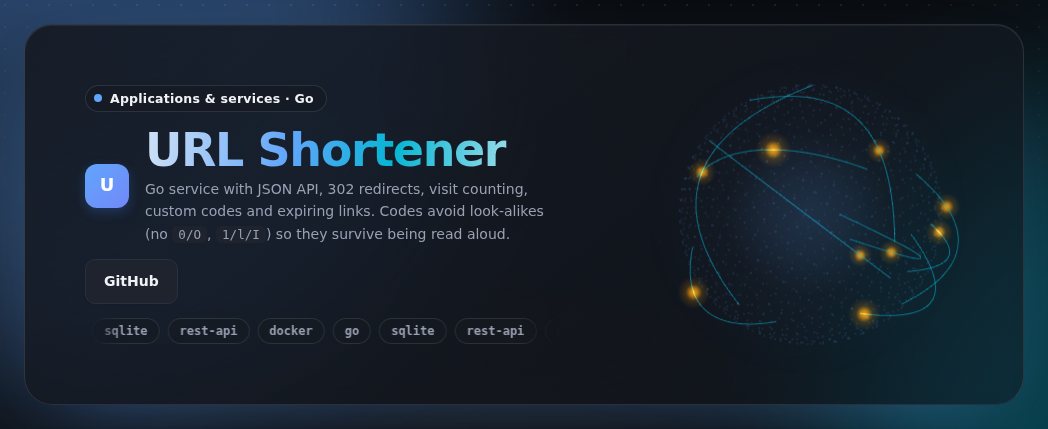 Applications & services · Go
URL Shortener
U
Go service with JSON API, 302 redirects, visit counting,
custom codes and expiring links. Codes avoid look-alikes
(no 0/O, 1/l/I) so they survive being read aloud.
GitHub
sqlite rest-api docker go sqlite rest-api